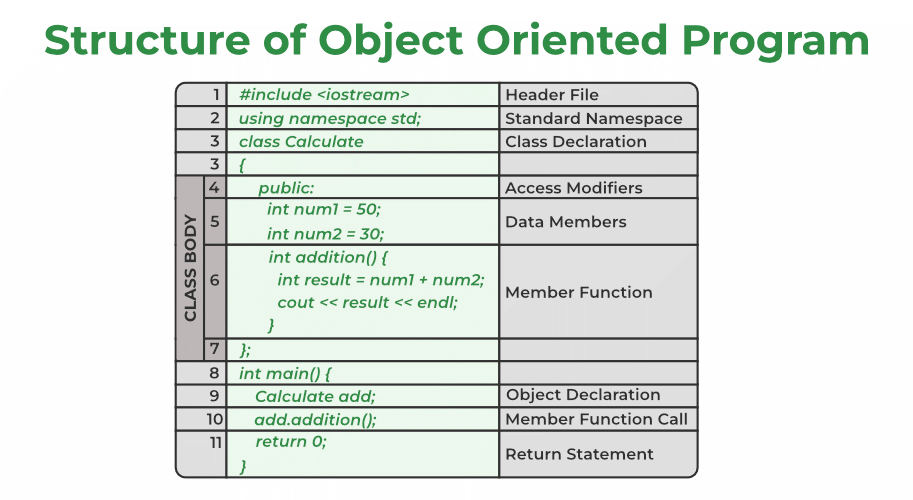 Structure of Object Oriented Program
1 #include <iostream> Header File
2 using namespace std; Standard Namespace
3 class Calculate Class Declaration
3 {
CLASS BODY
4 public: Access Modifiers
5 int num1 = 50; Data Members
int num2 = 30;
6 int addition() { Member Function
int result = num1 + num2;
cout << result << endl;
}
7 };
8 int main() {
9 Calculate add; Object Declaration
10 add.addition(); Member Function Call
11 return 0; Return Statement
}